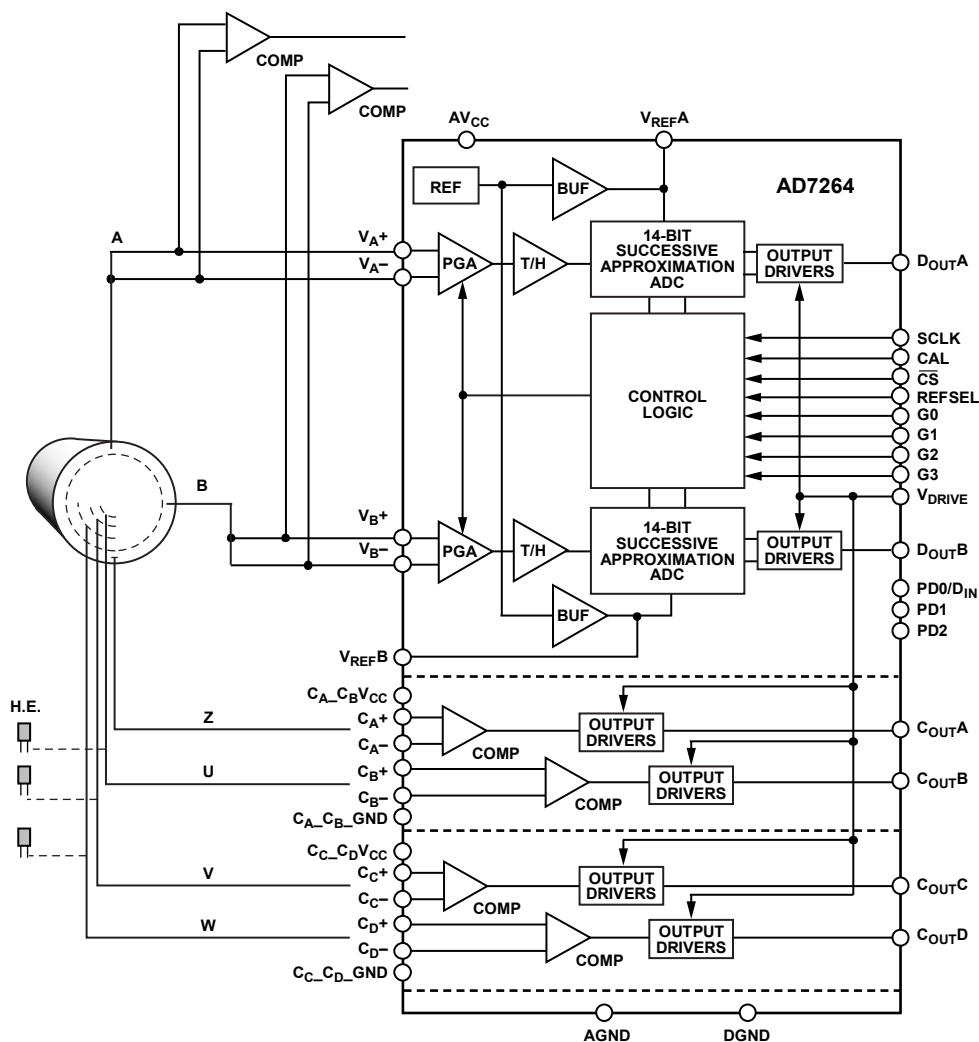 COMP
COMP
AVCC
VREFA
AD7264
REF
BUF
A
VA+
VA−
PGA
T/H
14-BIT
SUCCESSIVE
APPROXIMATION
ADC
OUTPUT
DRIVERS
DOUTA
CONTROL
LOGIC
SCLK
CAL
CS
REFSEL
G0
G1
G2
G3
VDRIVE
B
VB+
VB−
PGA
T/H
14-BIT
SUCCESSIVE
APPROXIMATION
ADC
OUTPUT
DRIVERS
DOUTB
PD0/DIN
PD1
PD2
BUF
VREFB
H.E.
CA_CBVCC
Z
CA+
CA−
COMP
OUTPUT
DRIVERS
COUTA
U
CB+
CB−
COMP
OUTPUT
DRIVERS
COUTB
CA_CB_GND
CC_CDVCC
V
CC+
CC−
COMP
OUTPUT
DRIVERS
COUTC
W
CD+
CD−
COMP
OUTPUT
DRIVERS
COUTD
CC_CD_GND
AGND
DGND